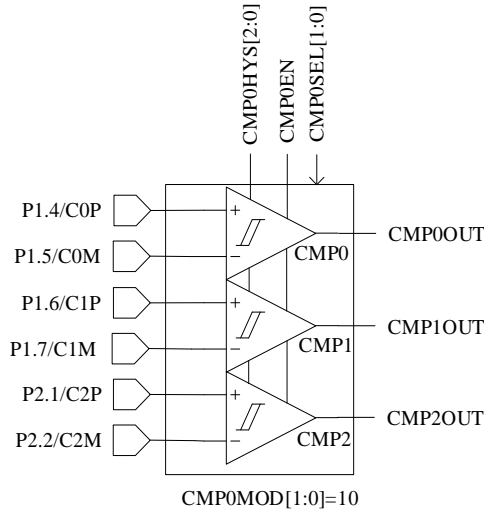 CMP0HYS[2:0]
CMP0EN
CMP0SEL[1:0]
P1.4/C0P
+
P1.5/C0M
−
CMP0
CMP0OUT
P1.6/C1P
+
P1.7/C1M
−
CMP1
CMP1OUT
P2.1/C2P
+
P2.2/C2M
−
CMP2
CMP2OUT
CMP0MOD[1:0]=10